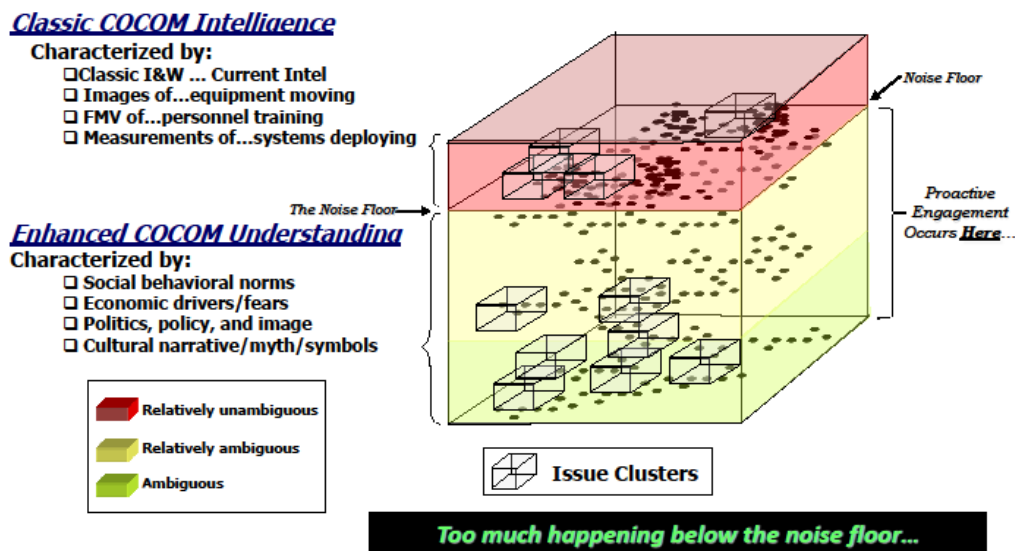 Classic COCOM Intelligence
Characterized by:
❑Classic I&W ... Current Intel
❑ Images of...equipment moving
❑ FMV of...personnel training
❑ Measurements of...systems deploying
Noise Floor
The Noise Floor
Proactive
Engagement
Occurs Here...
Enhanced COCOM Understanding
Characterized by:
❑ Social behavioral norms
❑ Economic drivers/fears
❑ Politics, policy, and image
❑ Cultural narrative/myth/symbols
Relatively unambiguous
Relatively ambiguous
Ambiguous
Issue Clusters
Too much happening below the noise floor...